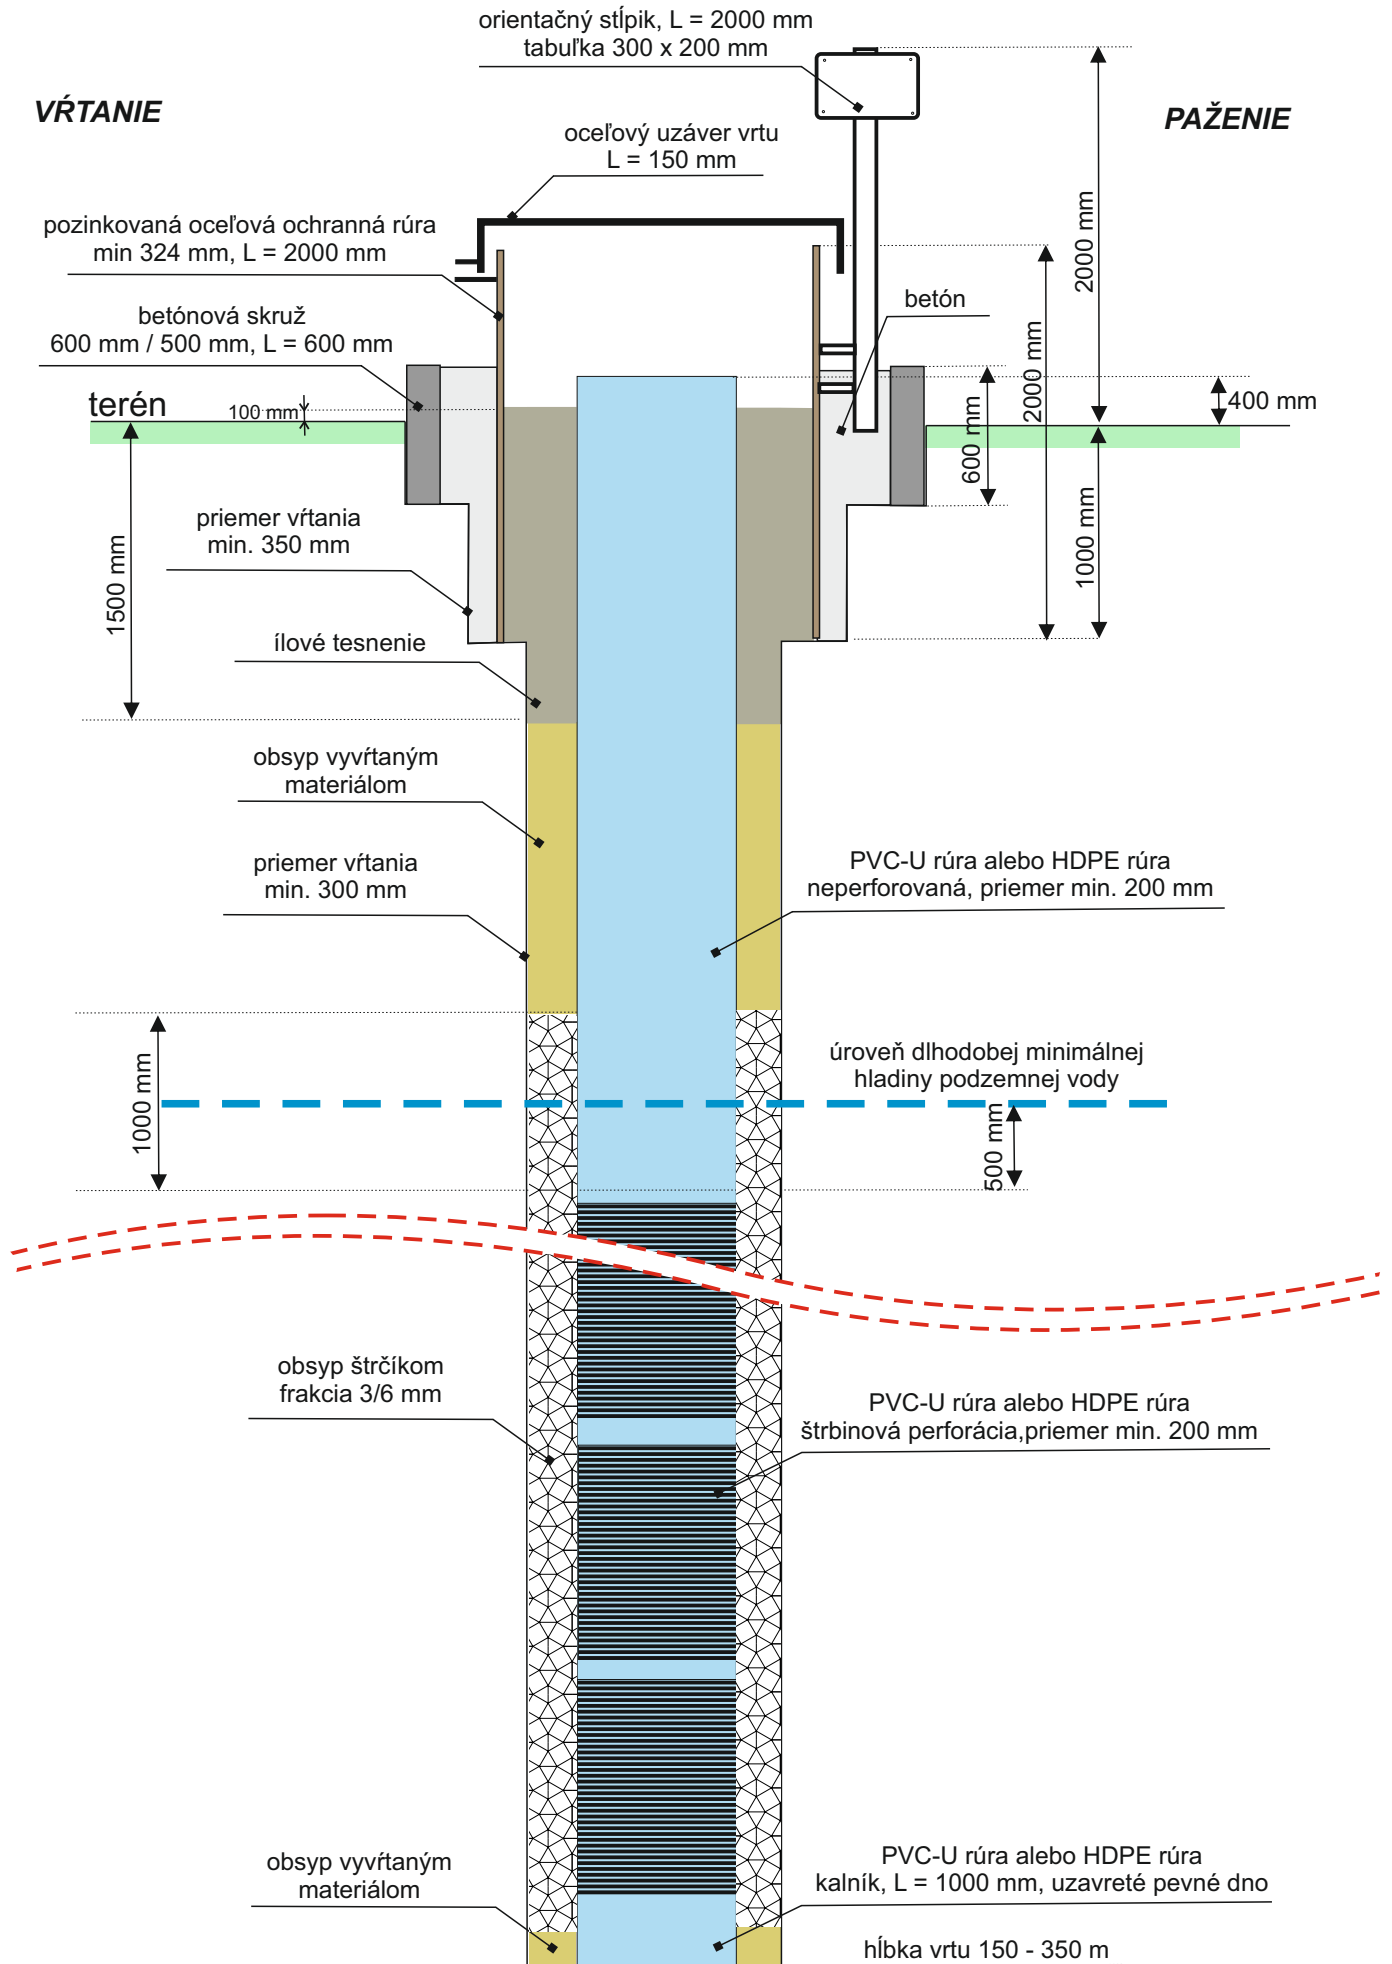 orientačný stĺpik, L = 2000 mm
tabuľka 300 x 200 mm
VŔTANIE
PAŽENIE
oceľový uzáver vrtu
L = 150 mm
pozinkovaná oceľová ochranná rúra
min 324 mm, L = 2000 mm
2000 mm
betón
betónová skruž
600 mm / 500 mm, L = 600 mm
2000 mm
terén
100 mm
400 mm
600 mm
priemer vŕtania
min. 350 mm
1000 mm
1500 mm
ílové tesnenie
obsyp vyvŕtaným
materiálom
priemer vŕtania
min. 300 mm
PVC-U rúra alebo HDPE rúra
neperforovaná, priemer min. 200 mm
úroveň dlhodobej minimálnej
hladiny podzemnej vody
1000 mm
500 mm
obsyp štrčíkom
frakcia 3/6 mm
PVC-U rúra alebo HDPE rúra
štrbinová perforácia,priemer min. 200 mm
obsyp vyvŕtaným
materiálom
PVC-U rúra alebo HDPE rúra
kalník, L = 1000 mm, uzavreté pevné dno
hĺbka vrtu 150 - 350 m